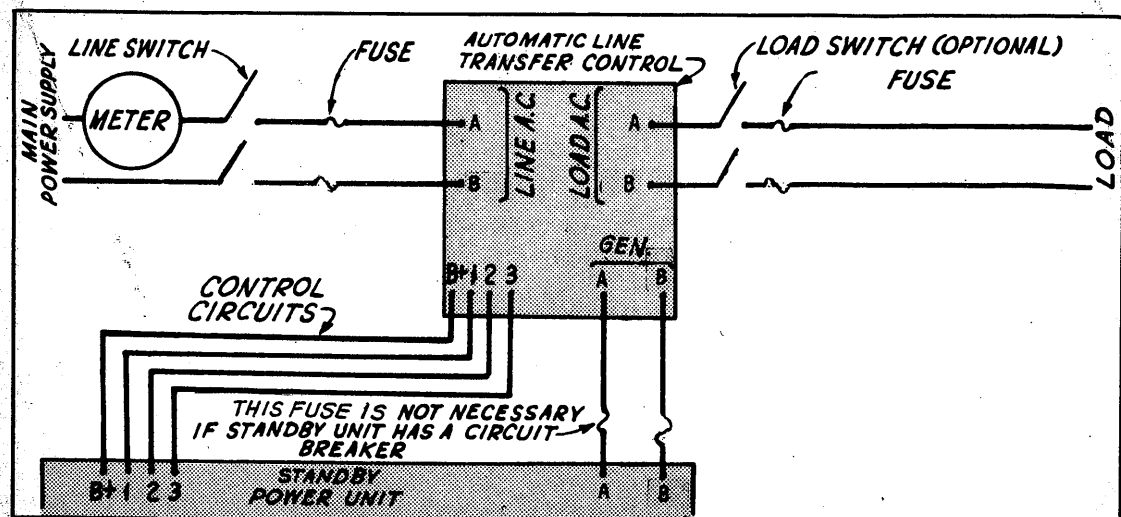 LINE SWITCH
FUSE
AUTOMATIC LINE
TRANSFER CONTROL
LOAD SWITCH (OPTIONAL)
FUSE
MAIN
POWER SUPPLY
METER
A
B
LINE A.C.
LOAD A.C.
A
B
LOAD
GEN.
A B
B+ 1 2 3
CONTROL
CIRCUITS
THIS FUSE IS NOT NECESSARY
IF STANDBY UNIT HAS A CIRCUIT
BREAKER
B+ 1 2 3
STANDBY
POWER UNIT
A B